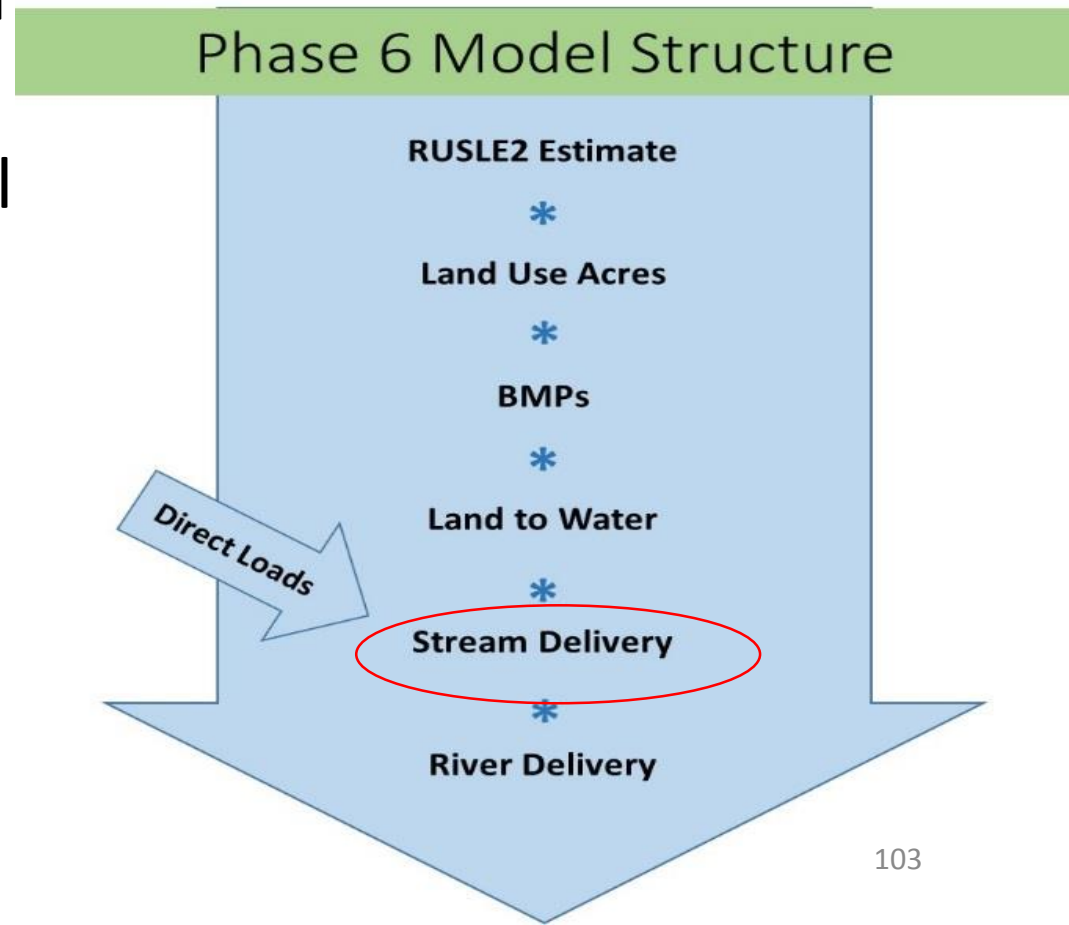 Phase 6 Model Structure
RUSLE2 Estimate
*
Land Use Acres
*
BMPs
*
Land to Water
Direct Loads
*
Stream Delivery
*
River Delivery
103